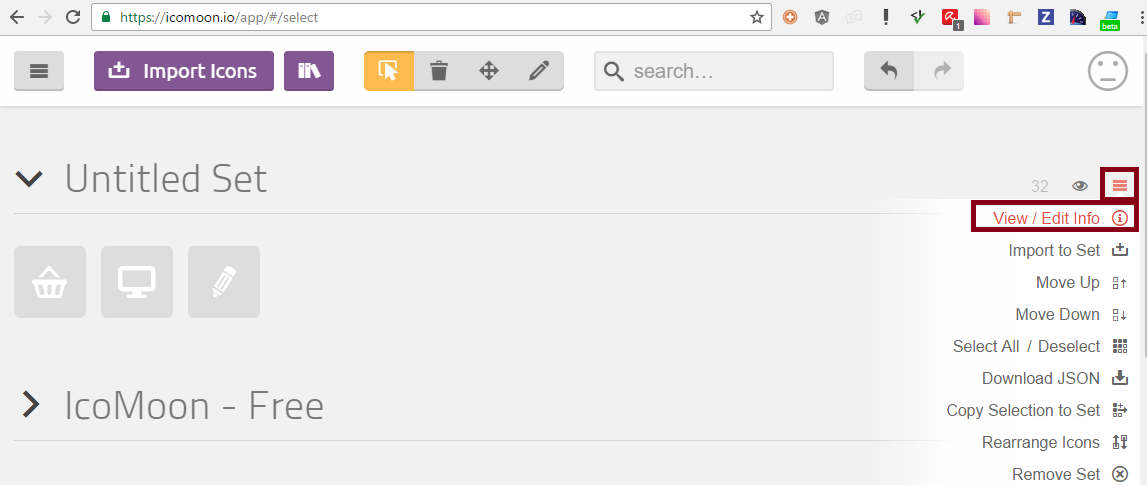 https://icomoon.io/app/#/select
1
beta
Import Icons
search...
Untitled Set
32
View / Edit Info
Import to Set
Move Up
Move Down
Select All / Deselect
Download JSON
IcoMoon - Free
Copy Selection to Set
Rearrange Icons
Remove Set